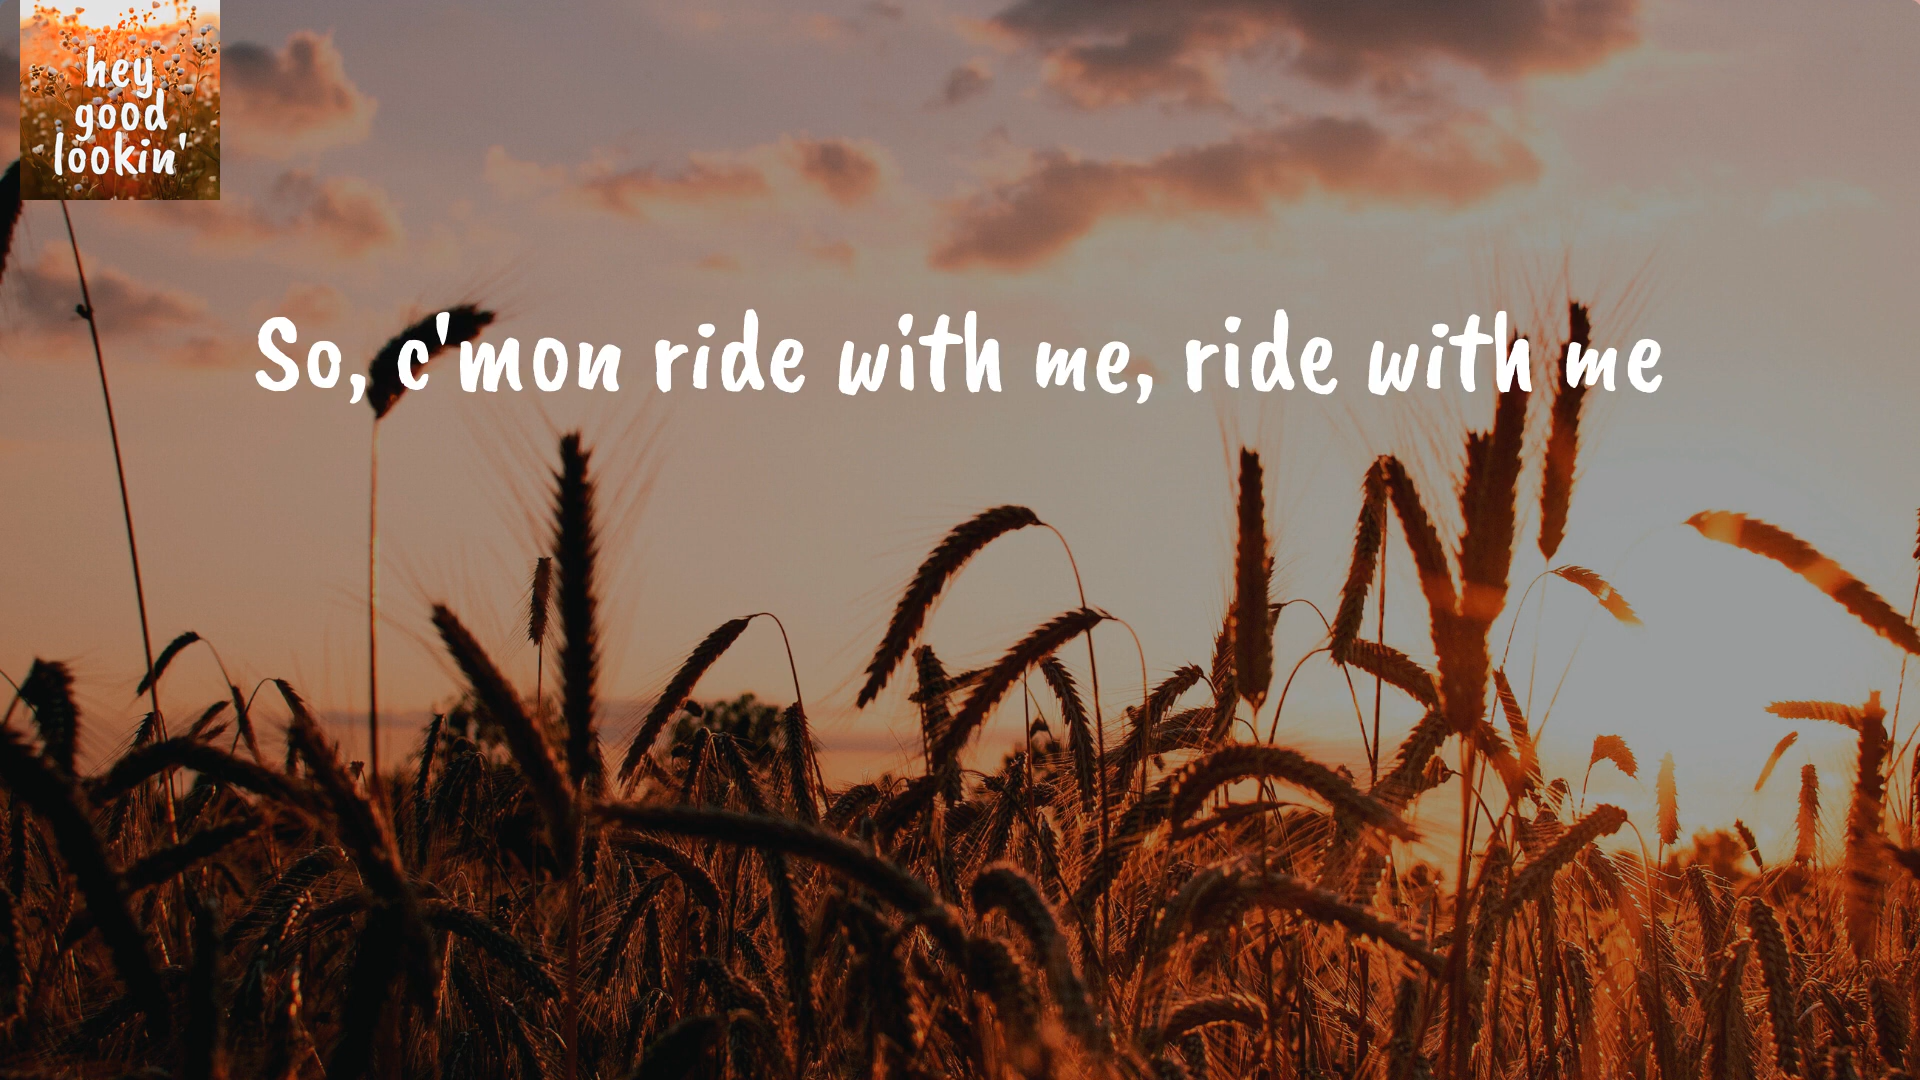 hey
good
lookin'
So, c'mon ride with me, ride with me